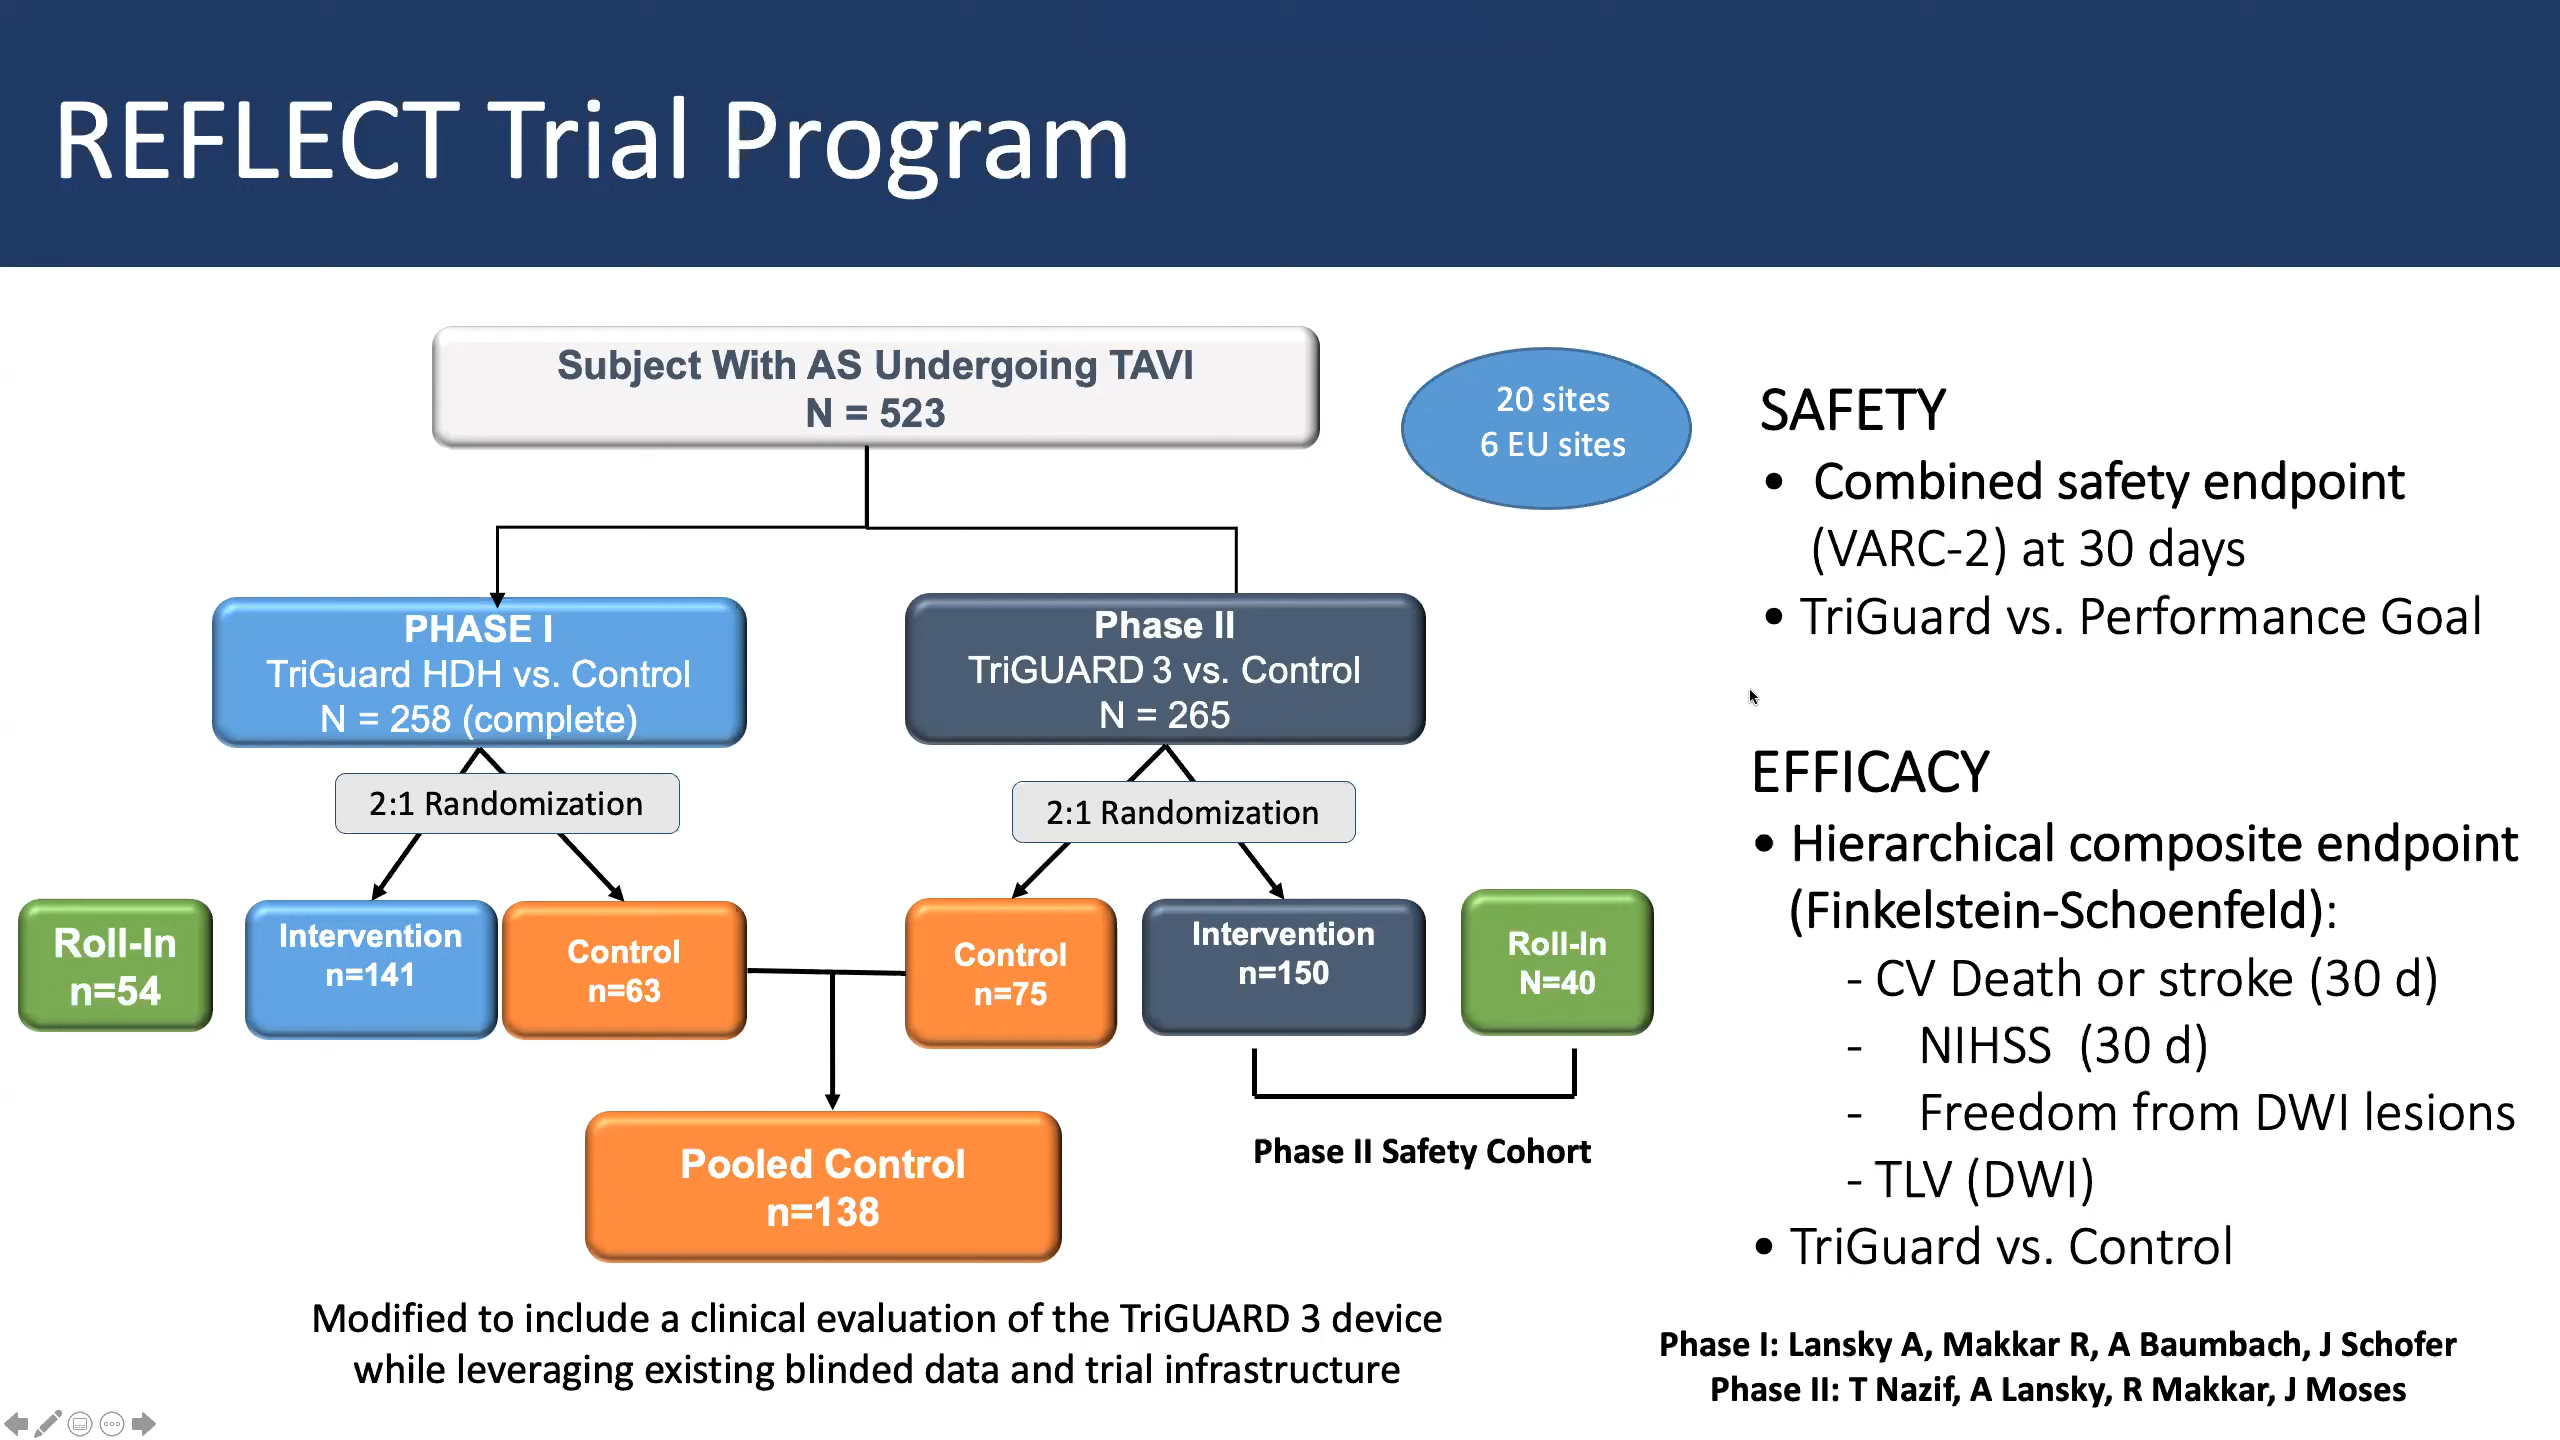 REFLECT Trial Program
Subject With AS Undergoing TAVI
N = 523
20 sites
6 EU sites
PHASE I
TriGuard HDH vs. Control
N = 258 (complete)
Phase II
TriGUARD 3 vs. Control
N = 265
2:1 Randomization
2:1 Randomization
Roll-In
n=54
Intervention
n=141
Control
n=63
Control
n=75
Intervention
n=150
Roll-In
N=40
Pooled Control
n=138
Phase II Safety Cohort
Modified to include a clinical evaluation of the TriGUARD 3 device
while leveraging existing blinded data and trial infrastructure
SAFETY
• Combined safety endpoint
(VARC-2) at 30 days
• TriGuard vs. Performance Goal
EFFICACY
• Hierarchical composite endpoint
(Finkelstein-Schoenfeld):
- CV Death or stroke (30 d)
- NIHSS (30 d)
- Freedom from DWI lesions
- TLV (DWI)
• TriGuard vs. Control
Phase I: Lansky A, Makkar R, A Baumbach, J Schofer
Phase II: T Nazif, A Lansky, R Makkar, J Moses